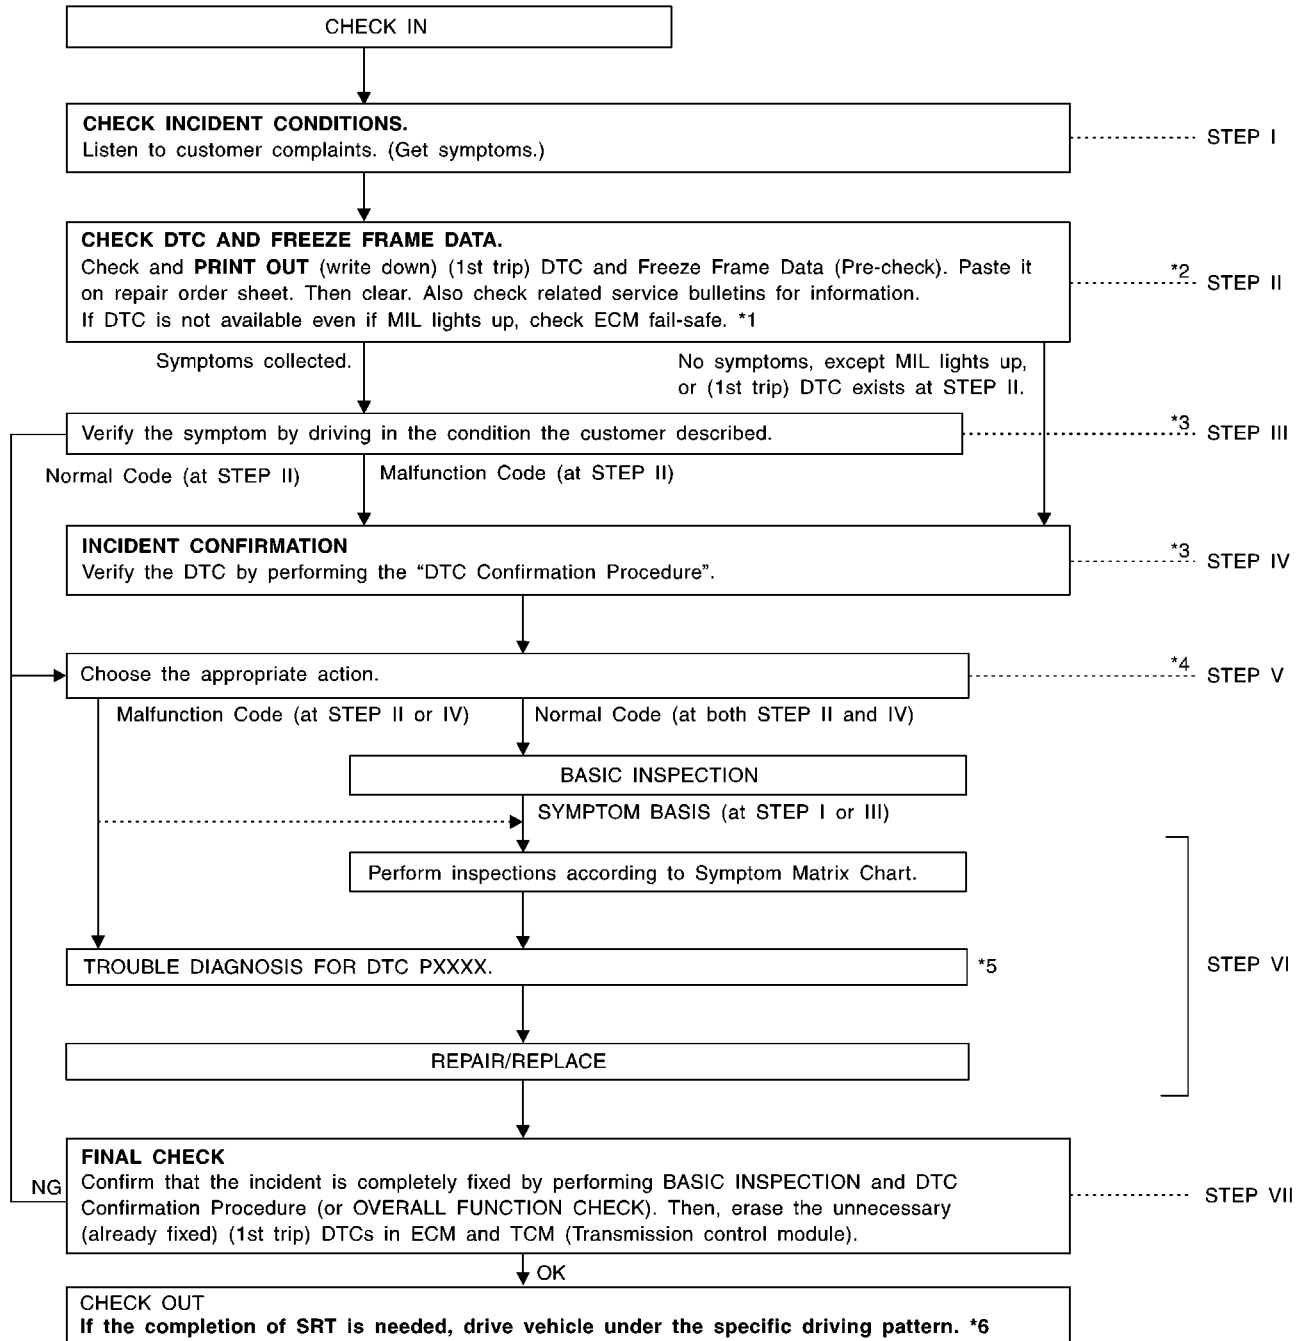 CHECK IN
CHECK INCIDENT CONDITIONS.
Listen to customer complaints. (Get symptoms.)
STEP I
CHECK DTC AND FREEZE FRAME DATA.
Check and PRINT OUT (write down) (1st trip) DTC and Freeze Frame Data (Pre-check). Paste it
on repair order sheet. Then clear. Also check related service bulletins for information.
If DTC is not available even if MIL lights up, check ECM fail-safe. *1
*2 STEP II
Symptoms collected.
No symptoms, except MIL lights up,
or (1st trip) DTC exists at STEP II.
Verify the symptom by driving in the condition the customer described.
*3 STEP III
Normal Code (at STEP II)
Malfunction Code (at STEP II)
INCIDENT CONFIRMATION
Verify the DTC by performing the “DTC Confirmation Procedure”.
*3 STEP IV
Choose the appropriate action.
*4 STEP V
Malfunction Code (at STEP II or IV)
Normal Code (at both STEP II and IV)
BASIC INSPECTION
SYMPTOM BASIS (at STEP I or III)
Perform inspections according to Symptom Matrix Chart.
TROUBLE DIAGNOSIS FOR DTC PXXXX.
*5
STEP VI
REPAIR/REPLACE
FINAL CHECK
Confirm that the incident is completely fixed by performing BASIC INSPECTION and DTC
Confirmation Procedure (or OVERALL FUNCTION CHECK). Then, erase the unnecessary
(already fixed) (1st trip) DTCs in ECM and TCM (Transmission control module).
NG
STEP VII
OK
CHECK OUT
If the completion of SRT is needed, drive vehicle under the specific driving pattern. *6